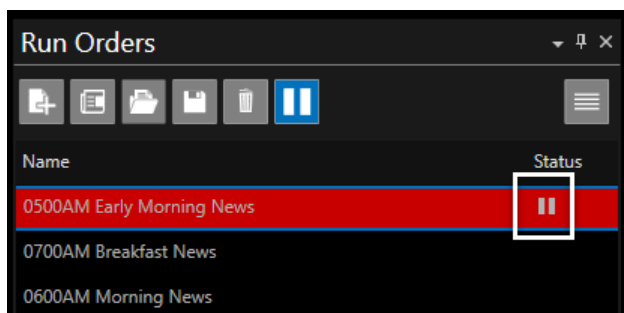 Run Orders
Name Status
0500AM Early Morning News
0700AM Breakfast News
0600AM Morning News